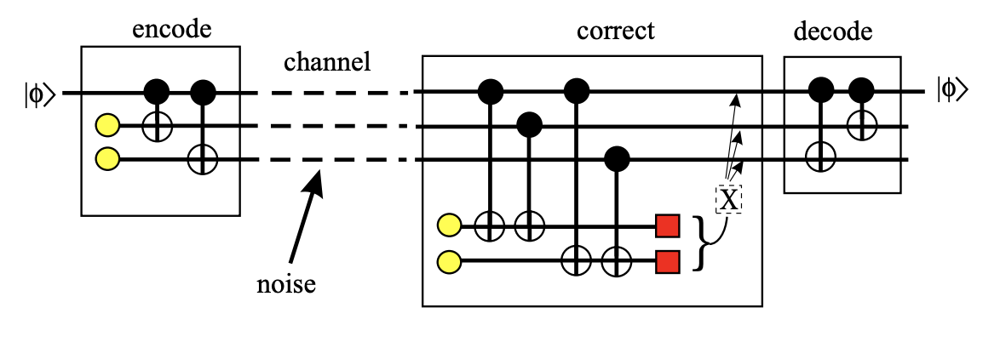 encode
channel
correct
decode
|ϕ⟩
|ϕ⟩
X
}
noise